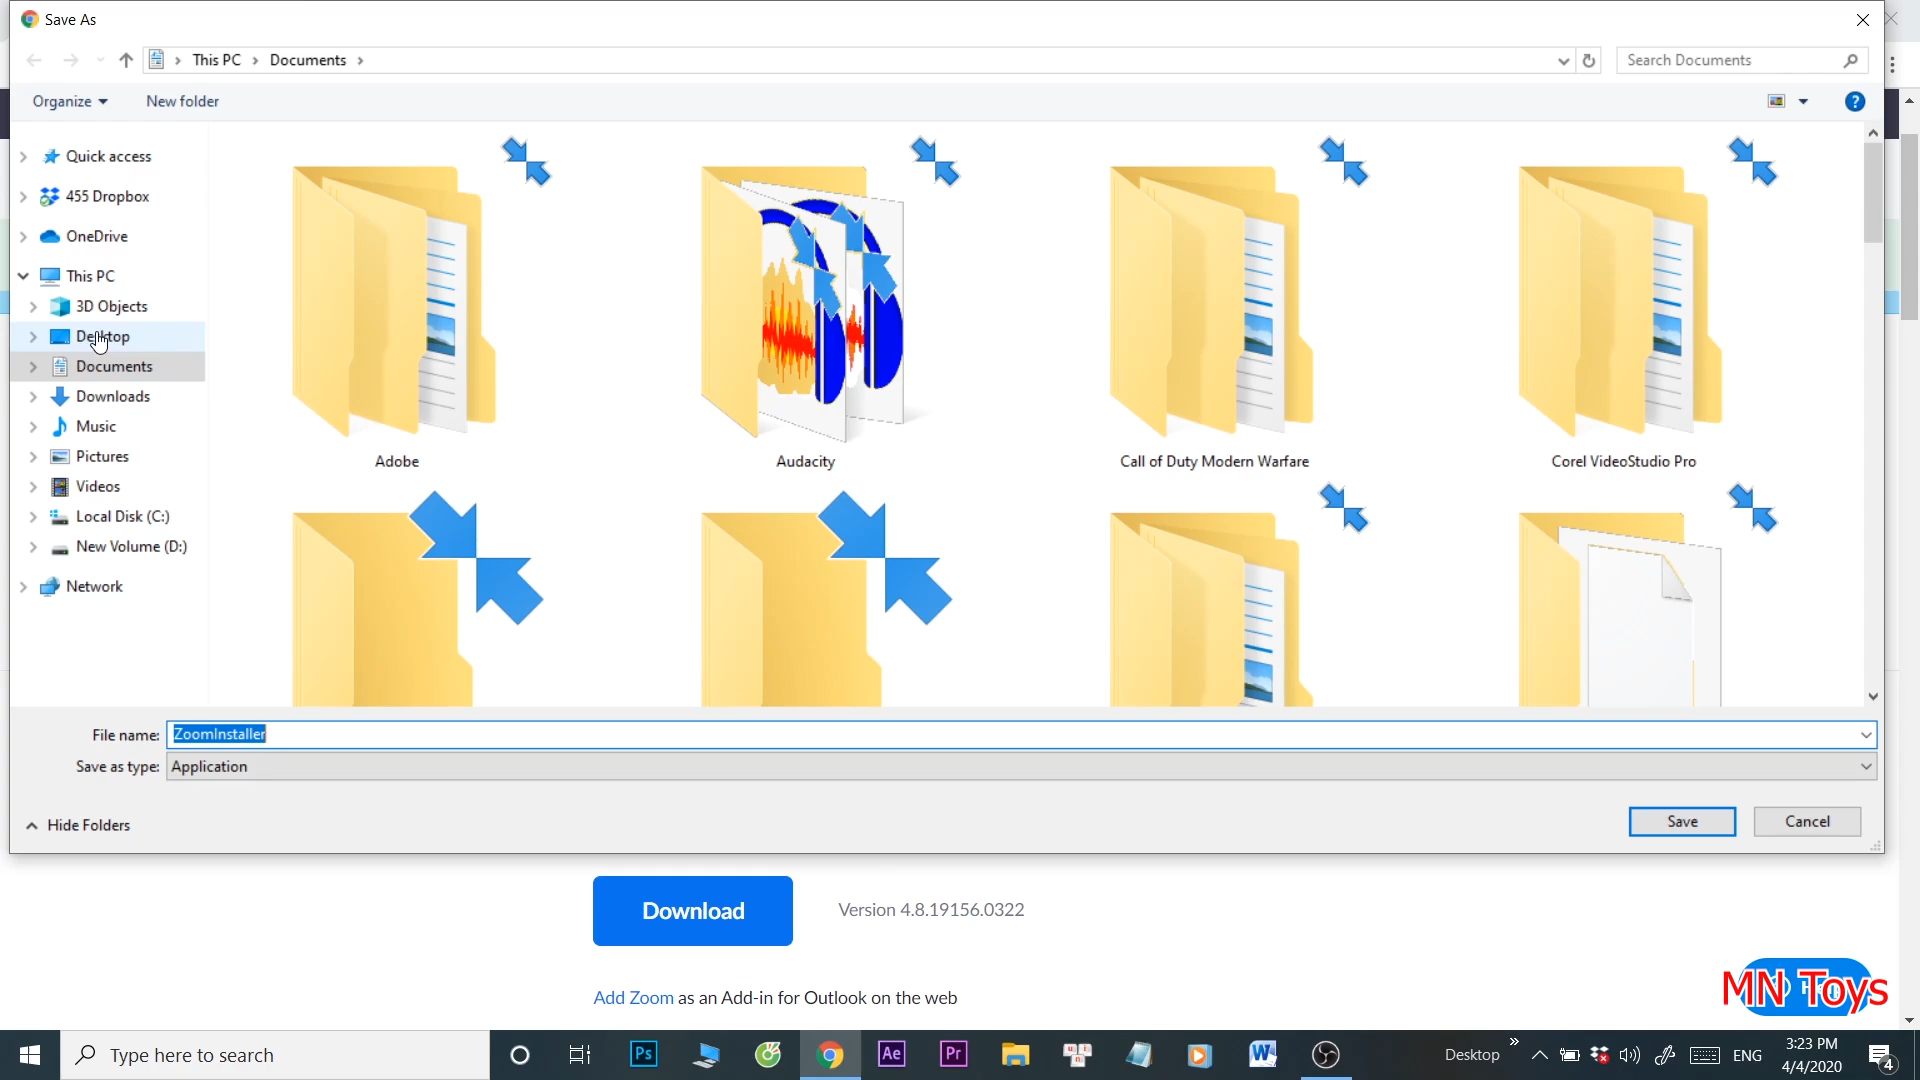 Save As
This PC > Documents >
Search Documents
Organize
New folder
Quick access
455 Dropbox
OneDrive
This PC
3D Objects
Desktop
Documents
Downloads
Music
Pictures
Videos
Local Disk (C:)
New Volume (D:)
Network
Adobe
Audacity
Call of Duty Modern Warfare
Corel VideoStudio Pro
File name: ZoomInstaller
Save as type: Application
Hide Folders
Save
Cancel
Download
Version 4.8.19156.0322
Add Zoom as an Add-in for Outlook on the web
MN Toys
Type here to search
Ps
Ae
Pr
W
Desktop
ENG
3:23 PM
4/4/2020
4